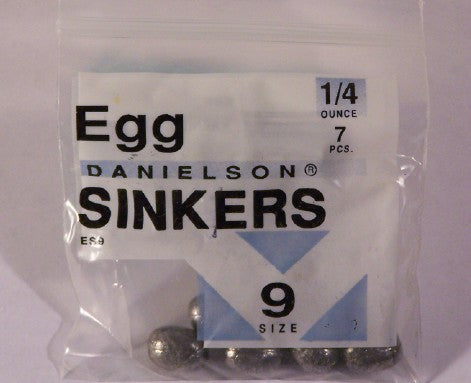 1/4
OUNCE
7
PCS.
Egg
DANIELSON®
SINKERS
ES9
9
SIZE